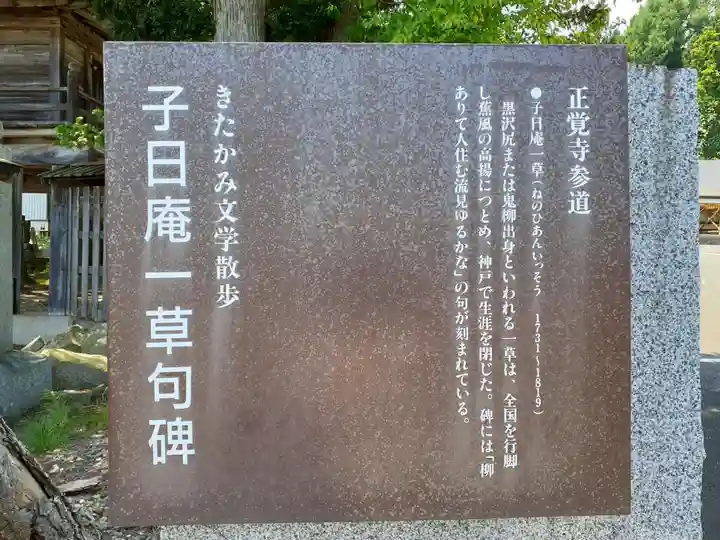 正覚寺参道
●子日庵一草(ねのひあんいっそう　1731〜1819)
黒沢尻または鬼柳出身といわれる一草は、全国を行脚
し蕉風の高揚につとめ、神戸で生涯を閉じた。碑には「柳
ありて人住む流見ゆるかな」の句が刻まれている。
きたかみ文学散歩
子日庵一草句碑